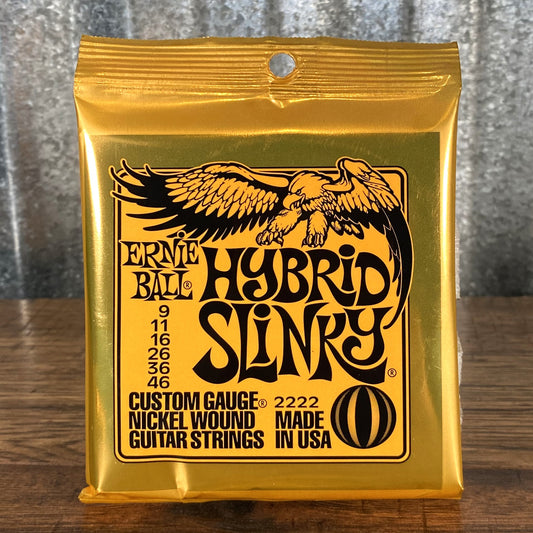 ERNIE
BALL®
HYBRID
SLINKY®
9
11
16
26
36
46
CUSTOM GAUGE® 2222
NICKEL WOUND
GUITAR STRINGS
MADE
IN USA